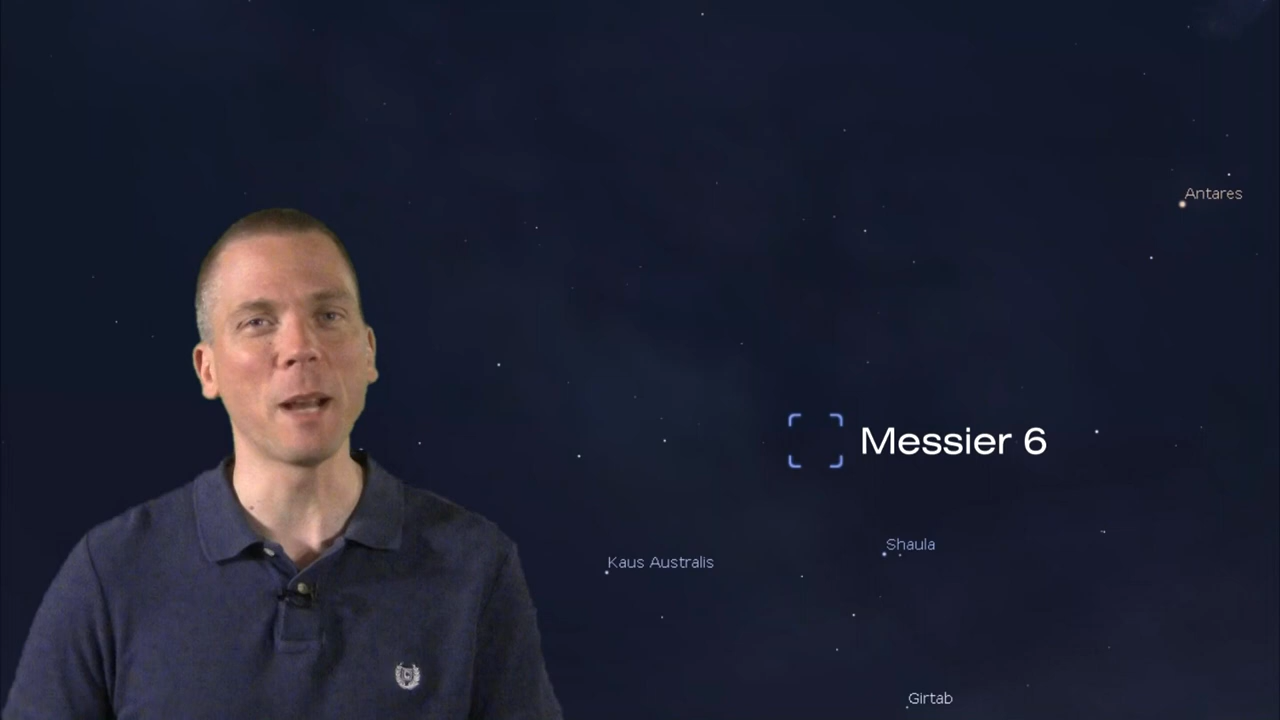 Antares
Messier 6
Shaula
Kaus Australis
Girtab